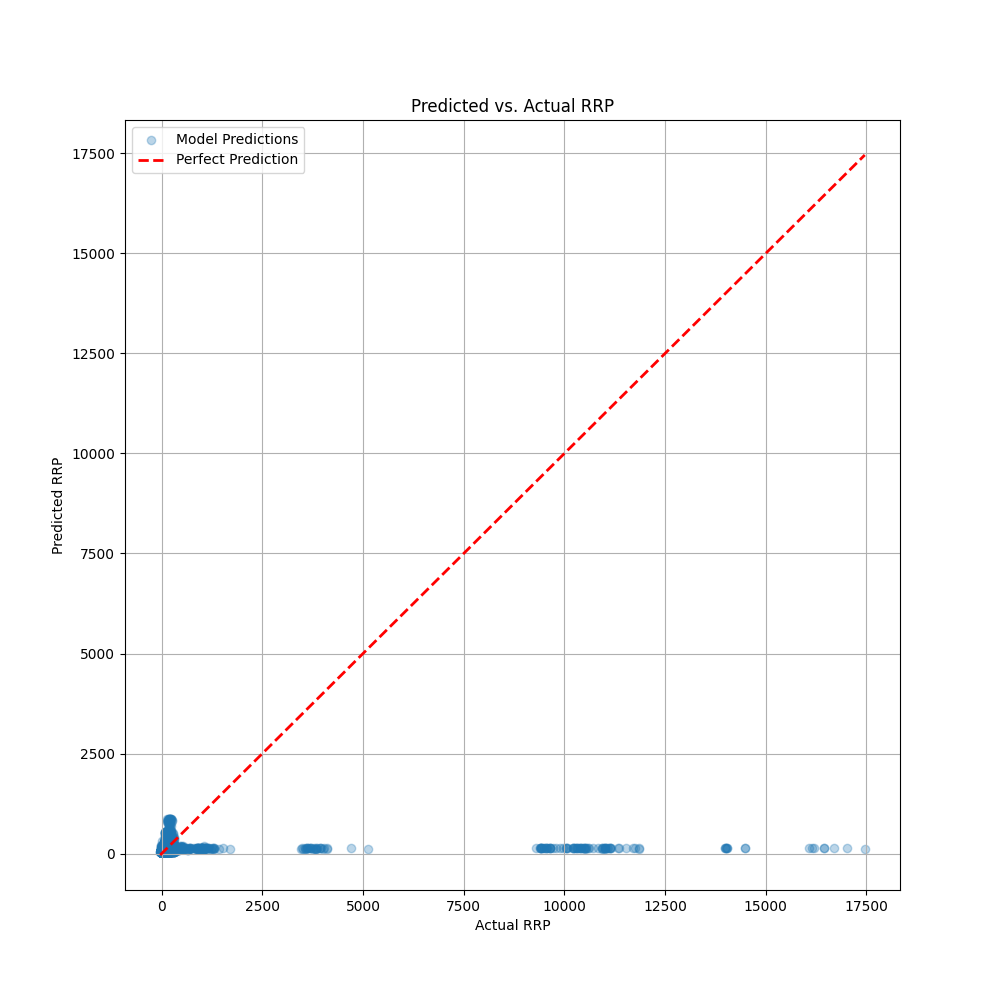 Predicted vs. Actual RRP
Model Predictions
Perfect Prediction
17500
15000
12500
10000
7500
5000
2500
0
Predicted RRP
0 2500 5000 7500 10000 12500 15000 17500
Actual RRP